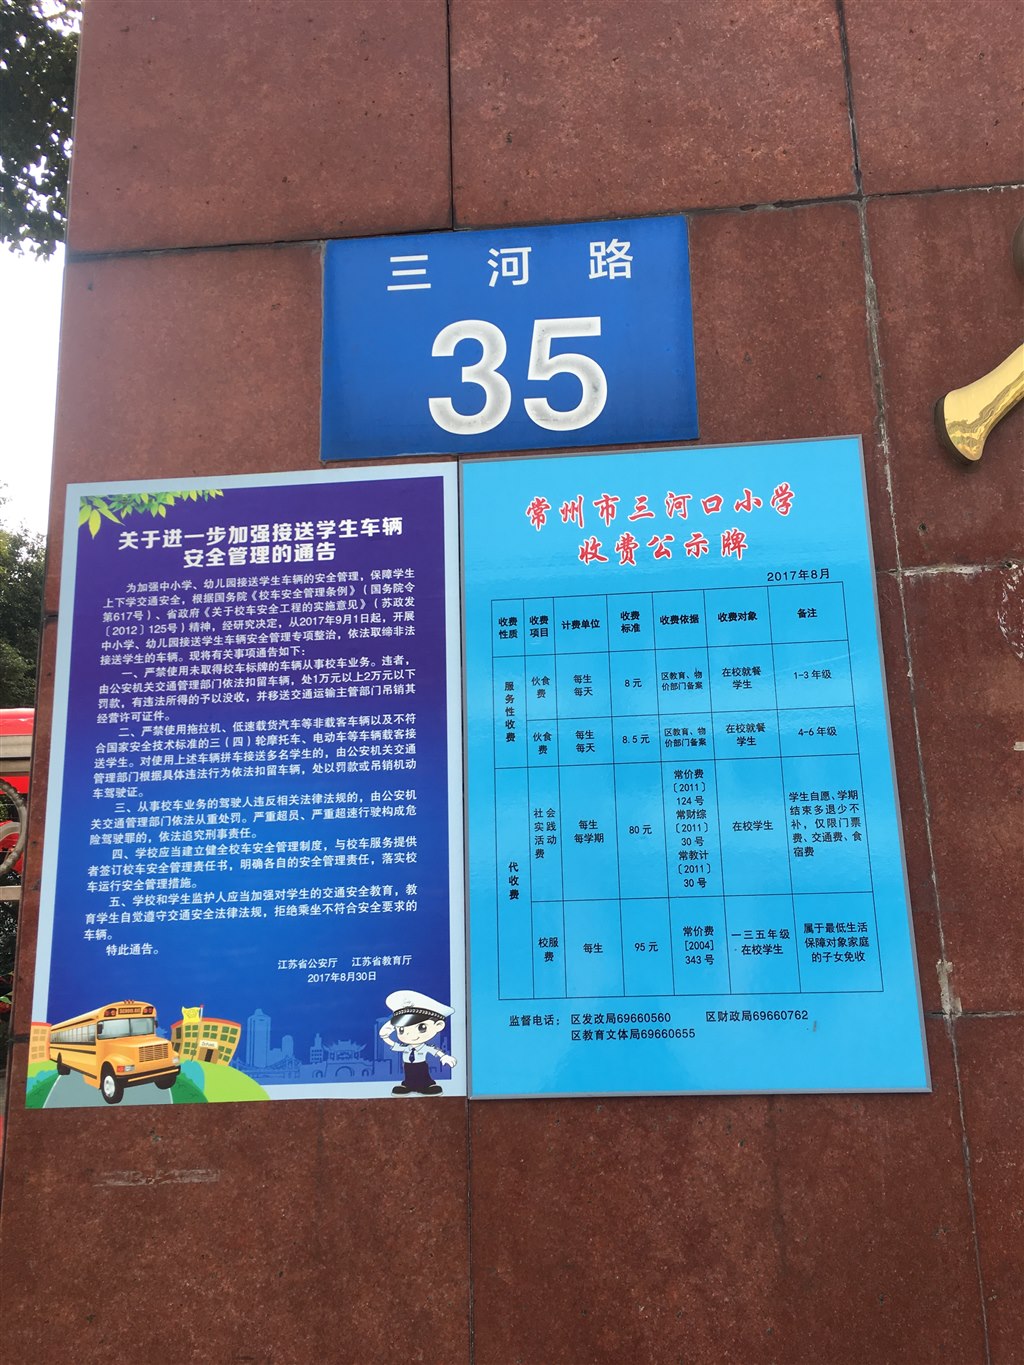 三河路
35
关于进一步加强接送学生车辆
安全管理的通告
为加强中小学、幼儿园接送学生车辆的安全管理，保障学生
上下学交通安全，根据国务院《校车安全管理条例》（国务院令
第617号）、省政府《关于校车安全工程的实施意见》（苏政发
〔2012〕125号）精神，经研究决定，从2017年9月1日起，开展
中小学、幼儿园接送学生车辆安全管理专项整治，依法取缔非法
接送学生的车辆。现将有关事项通告如下：
一、严禁使用未取得校车标牌的车辆从事校车业务。违者，
由公安机关交通管理部门依法扣留车辆，处1万元以上2万元以下
罚款，有违法所得的予以没收，并移送交通运输主管部门吊销其
经营许可证件。
二、严禁使用拖拉机、低速载货汽车等非载客车辆以及不符
合国家安全技术标准的三（四）轮摩托车、电动车等车辆载客接
送学生。对使用上述车辆拼车接送多名学生的，由公安机关交通
管理部门根据具体违法行为依法扣留车辆，处以罚款或吊销机动
车驾驶证。
三、从事校车业务的驾驶人违反相关法律法规的，由公安机
关交通管理部门依法从重处罚。严重超员、严重超速行驶构成危
险驾驶罪的，依法追究刑事责任。
四、学校应当建立健全校车安全管理制度，与校车服务提供
者签订校车安全管理责任书，明确各自的安全管理责任，落实校
车运行安全管理措施。
五、学校和学生监护人应当加强对学生的交通安全教育，教
育学生自觉遵守交通安全法律法规，拒绝乘坐不符合安全要求的
车辆。
特此通告。
江苏省公安厅 江苏省教育厅
2017年8月30日
SCHOOL BUS
常州市三河口小学
收费公示牌
2017年8月
收费性质 收费项目 计费单位 收费标准 收费依据 收费对象 备注
服务性收费 伙食费 每生每天 8元 区教育、物价部门备案 在校就餐学生 1-3年级
伙食费 每生每天 8.5元 区教育、物价部门备案 在校就餐学生 4-6年级
代收费 社会实践活动费 每生每学期 80元 常价费〔2011〕124号常财综〔2011〕30号常教计〔2011〕30号 在校学生 学生自愿、学期结束多退少不补，仅限门票费、交通费、食宿费
校服费 每生 95元 常价费[2004]343号 一三五年级在校学生 属于最低生活保障对象家庭的子女免收
监督电话： 区发改局69660560 区财政局69660762
区教育文体局69660655